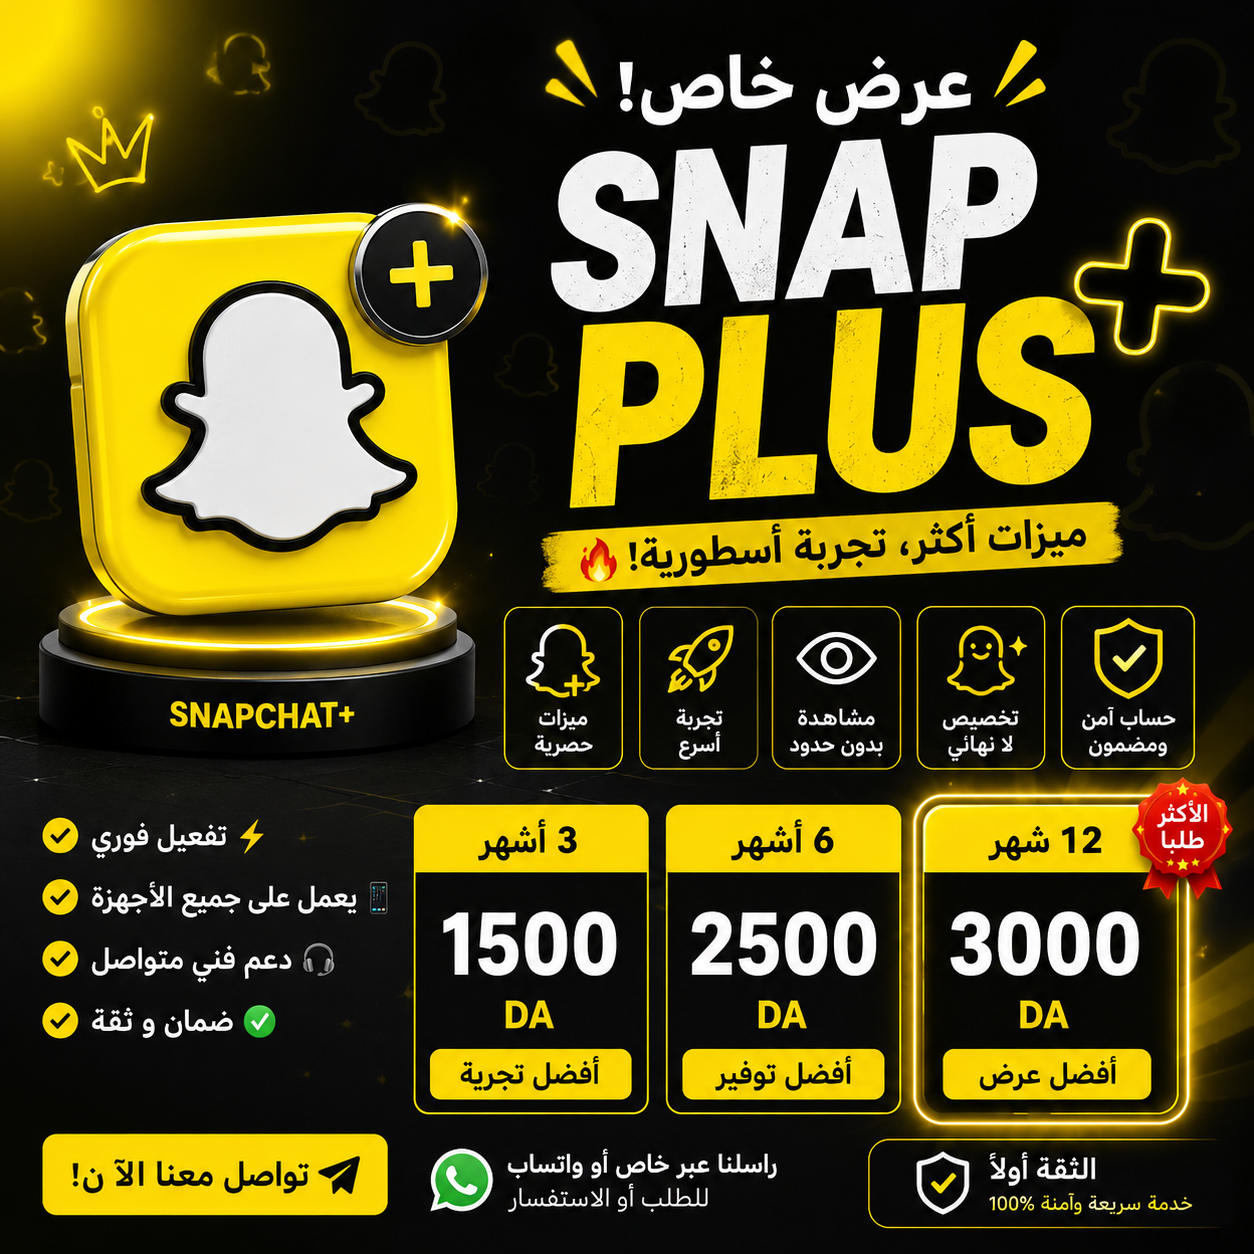 عرض خاص!
SNAP
PLUS
ميزات أكثر، تجربة أسطورية! 🔥
SNAPCHAT+
حساب آمن
ومضمون
تخصيص
لا نهائي
مشاهدة
بدون حدود
تجربة
أسرع
ميزات
حصرية
تفعيل فوري ⚡
يعمل على جميع الأجهزة 📱
دعم فني متواصل 🎧
ضمان و ثقة ✅
الأكثر
طلبا
12 شهر
3000
DA
أفضل عرض
6 أشهر
2500
DA
أفضل توفير
3 أشهر
1500
DA
أفضل تجربة
الثقة أولاً
خدمة سريعة وآمنة 100%
راسلنا عبر خاص أو واتساب
للطلب أو الاستفسار
تواصل معنا الآ ن!